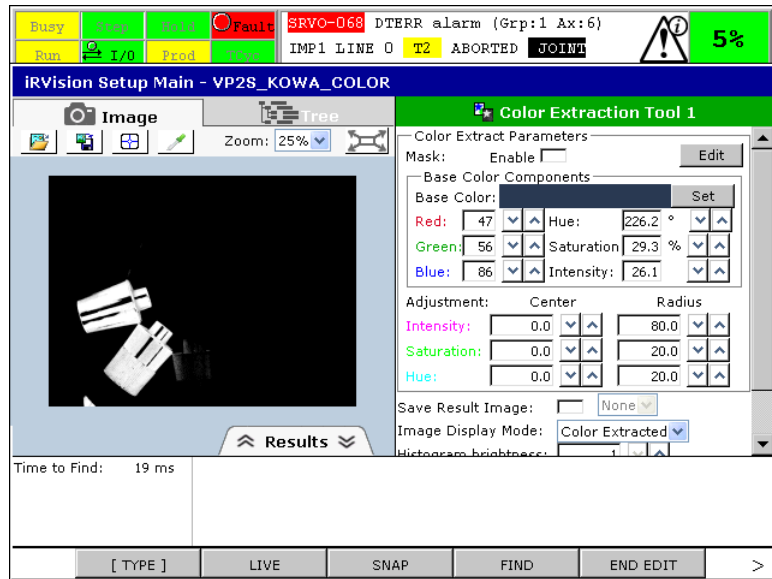 Busy Step Hold Fault SRVO-068 DTERR alarm (Grp:1 Ax:6)
Run I/O Prod TCyc IMP1 LINE 0 T2 ABORTED JOINT 5%
iRVision Setup Main - VP2S_KOWA_COLOR
Image Tree Color Extraction Tool 1
Zoom: 25%
Color Extract Parameters
Mask: Enable Edit
Base Color Components
Base Color: Set
Red: 47 Hue: 226.2 °
Green: 56 Saturation 29.3 %
Blue: 86 Intensity: 26.1
Adjustment: Center Radius
Intensity: 0.0 80.0
Saturation: 0.0 20.0
Hue: 0.0 20.0
Save Result Image: None
Image Display Mode: Color Extracted
Histogram brightness: 1
Results
Time to Find: 19 ms
[ TYPE ] LIVE SNAP FIND END EDIT >